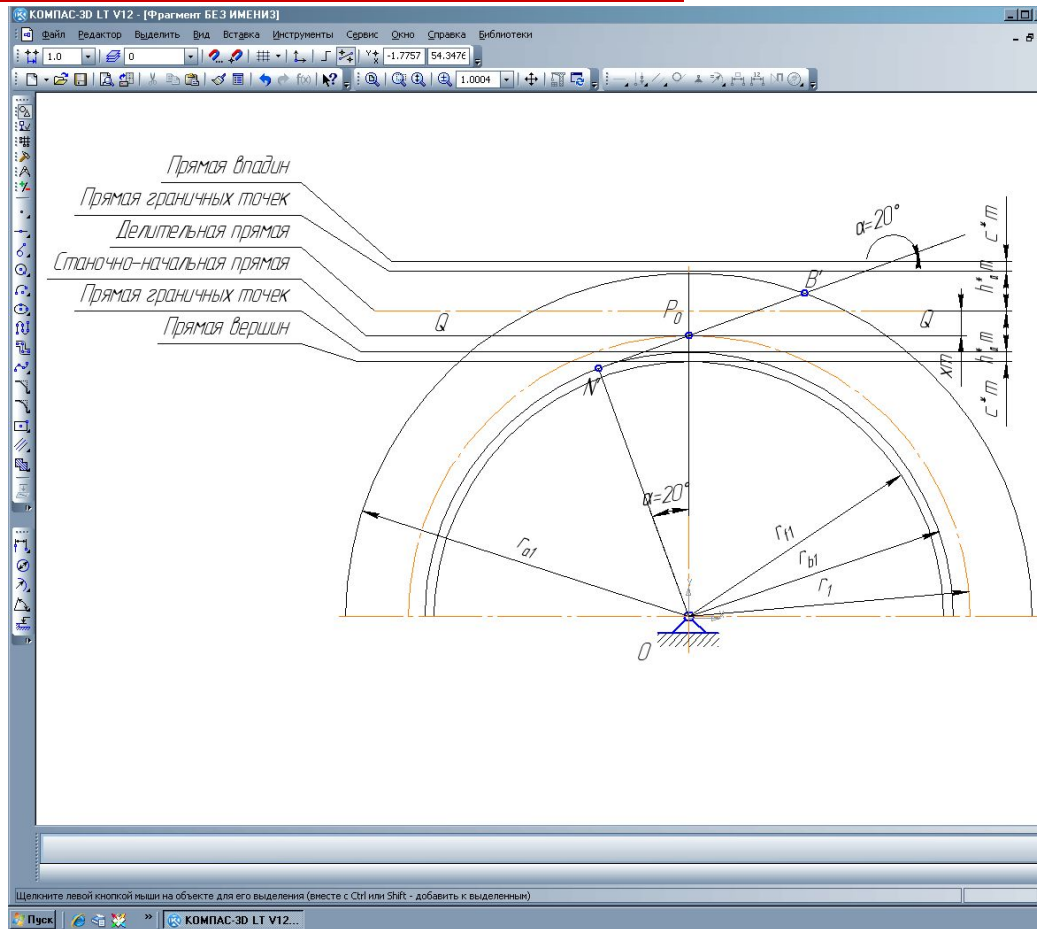 КОМПАС-3D LT V12 - [Фрагмент БЕЗ ИМЕНИ3]
Файл Редактор Выделить Вид Вставка Инструменты Сервис Окно Справка Библиотеки
1.0 0 -1.7757 54.3476
1.0004
Прямая впадин
Прямая граничных точек
Делительная прямая
Станочно-начальная прямая
Прямая граничных точек
Прямая вершин
α=20°
c*m
h*a m
B'
P0
Q
Q
xm
h*a m
c*m
N'
α=20°
ra1
rf1
rb1
r1
O
Щелкните левой кнопкой мыши на объекте для его выделения (вместе с Ctrl или Shift - добавить к выделенным)
Пуск » КОМПАС-3D LT V12...